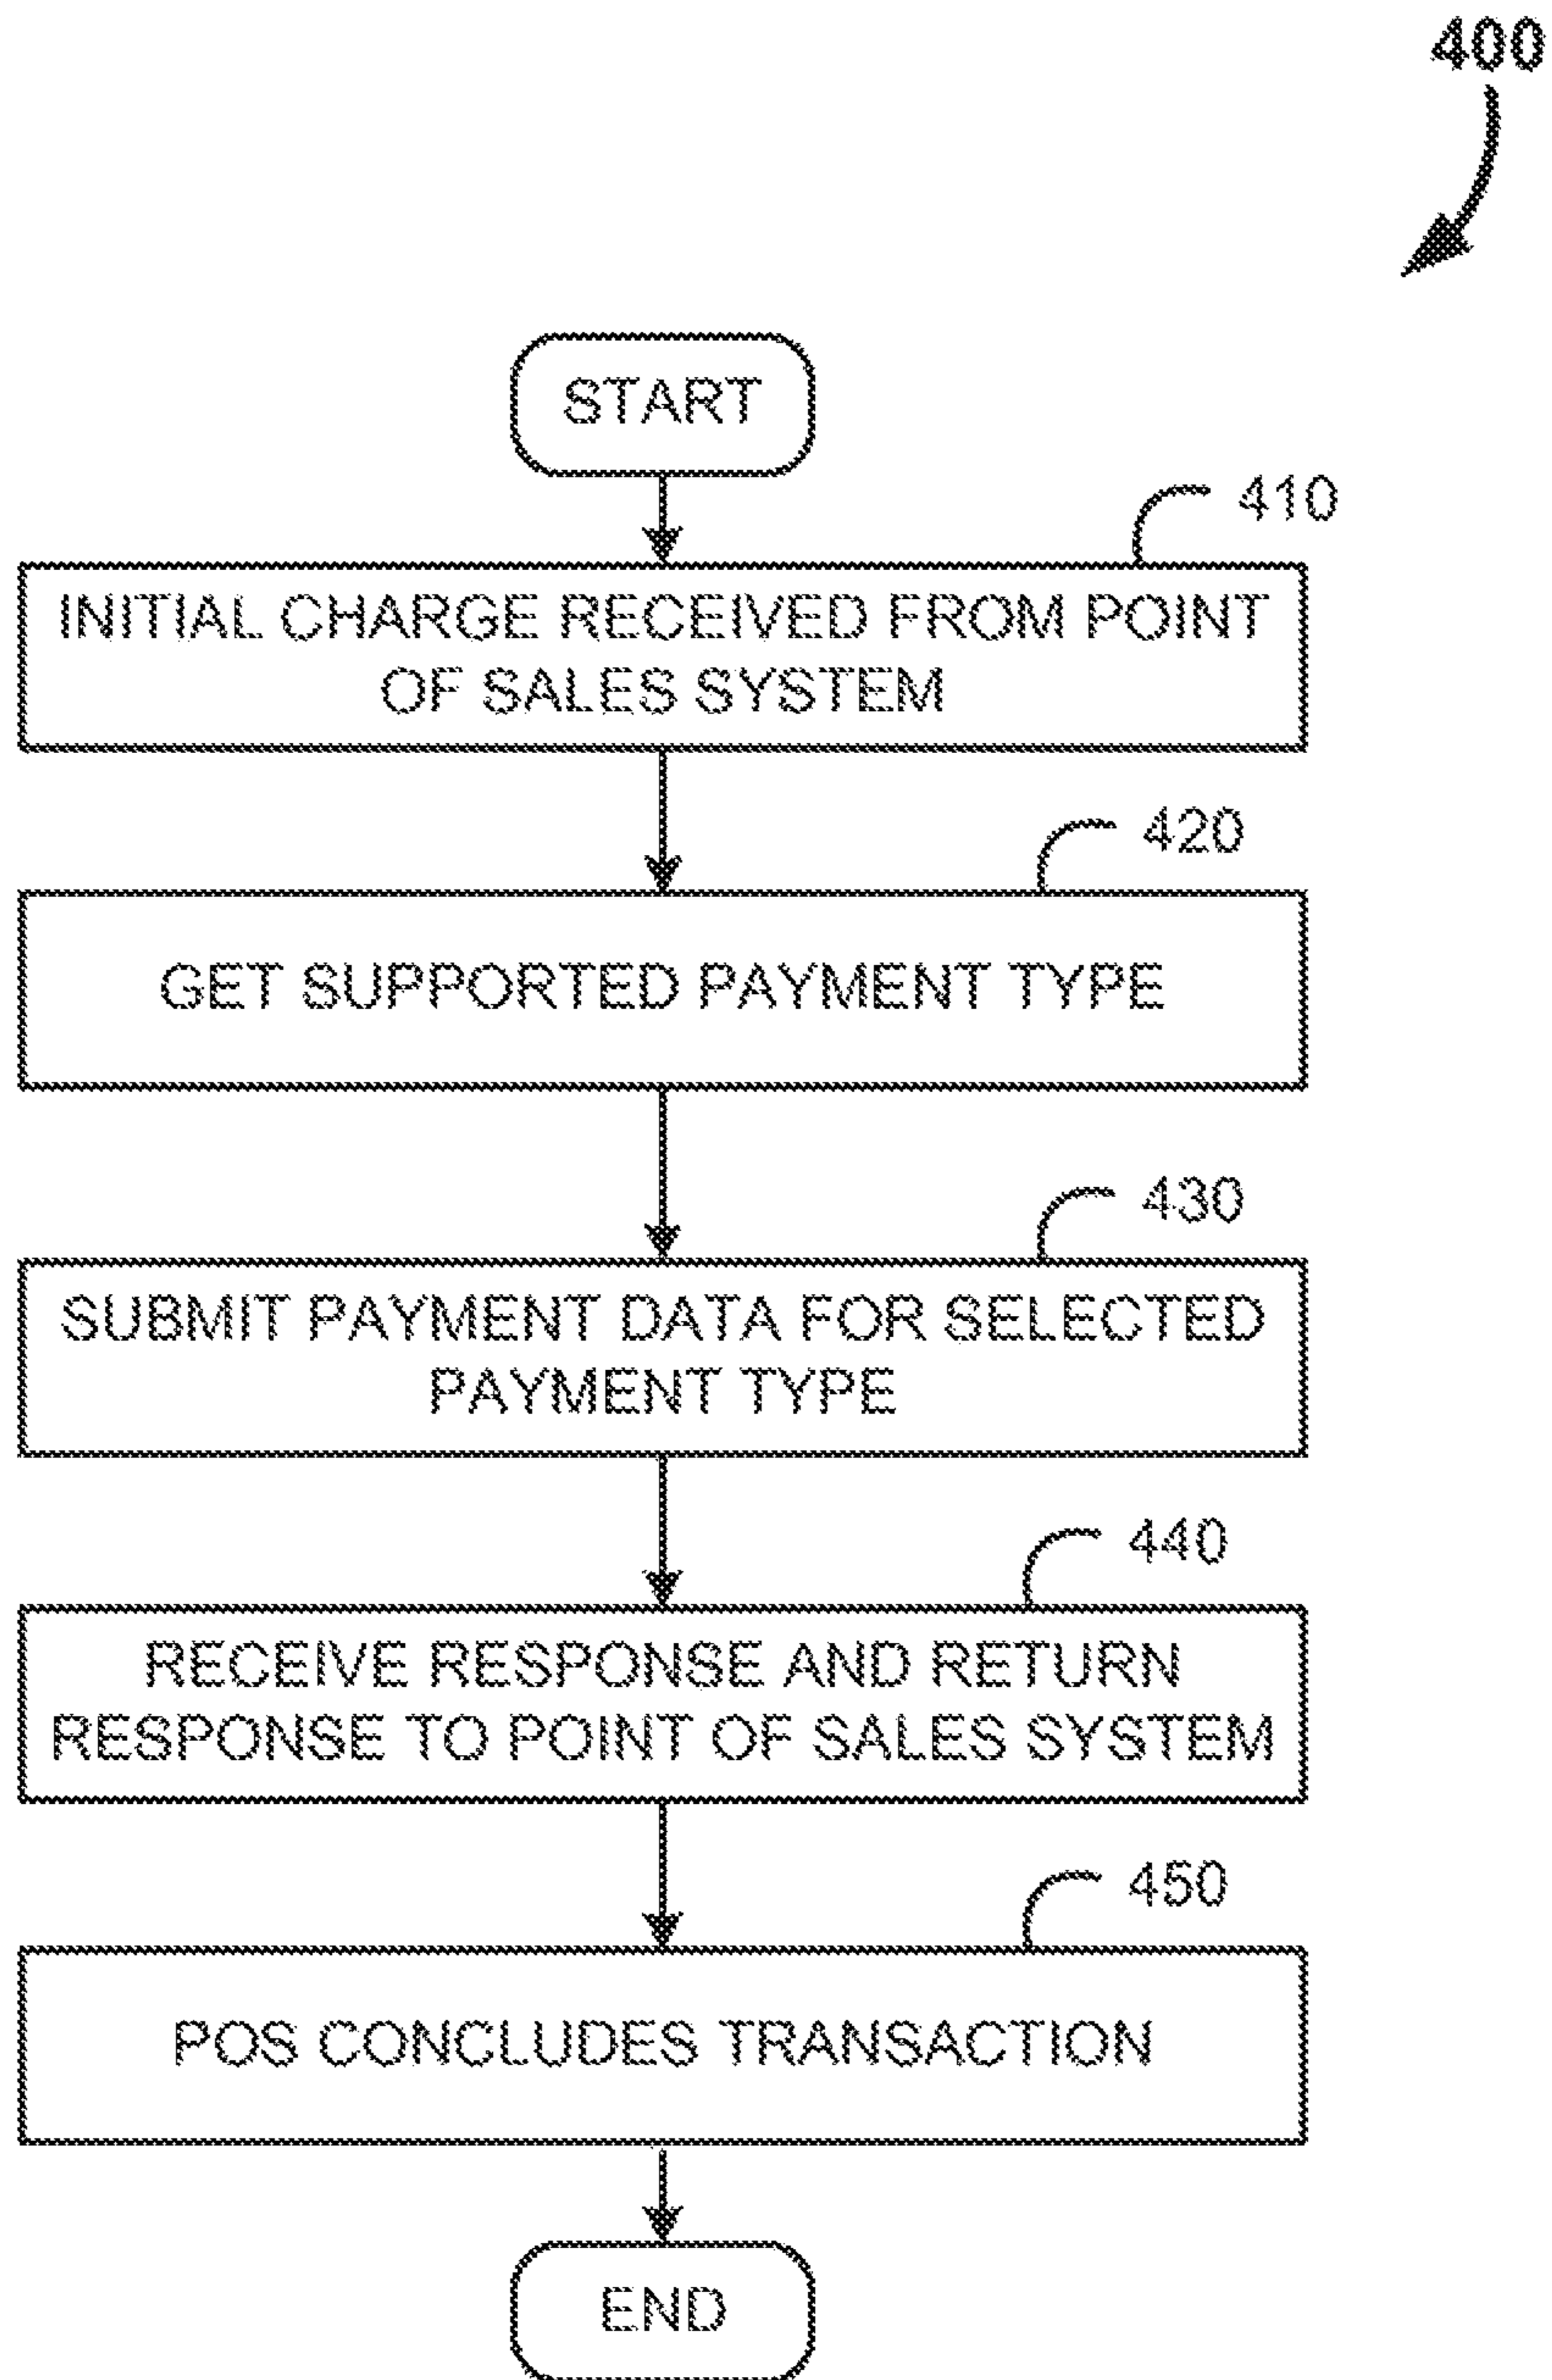 400
START
410
INITIAL CHARGE RECEIVED FROM POINT
OF SALES SYSTEM
420
GET SUPPORTED PAYMENT TYPE
430
SUBMIT PAYMENT DATA FOR SELECTED
PAYMENT TYPE
440
RECEIVE RESPONSE AND RETURN
RESPONSE TO POINT OF SALES SYSTEM
450
POS CONCLUDES TRANSACTION
END